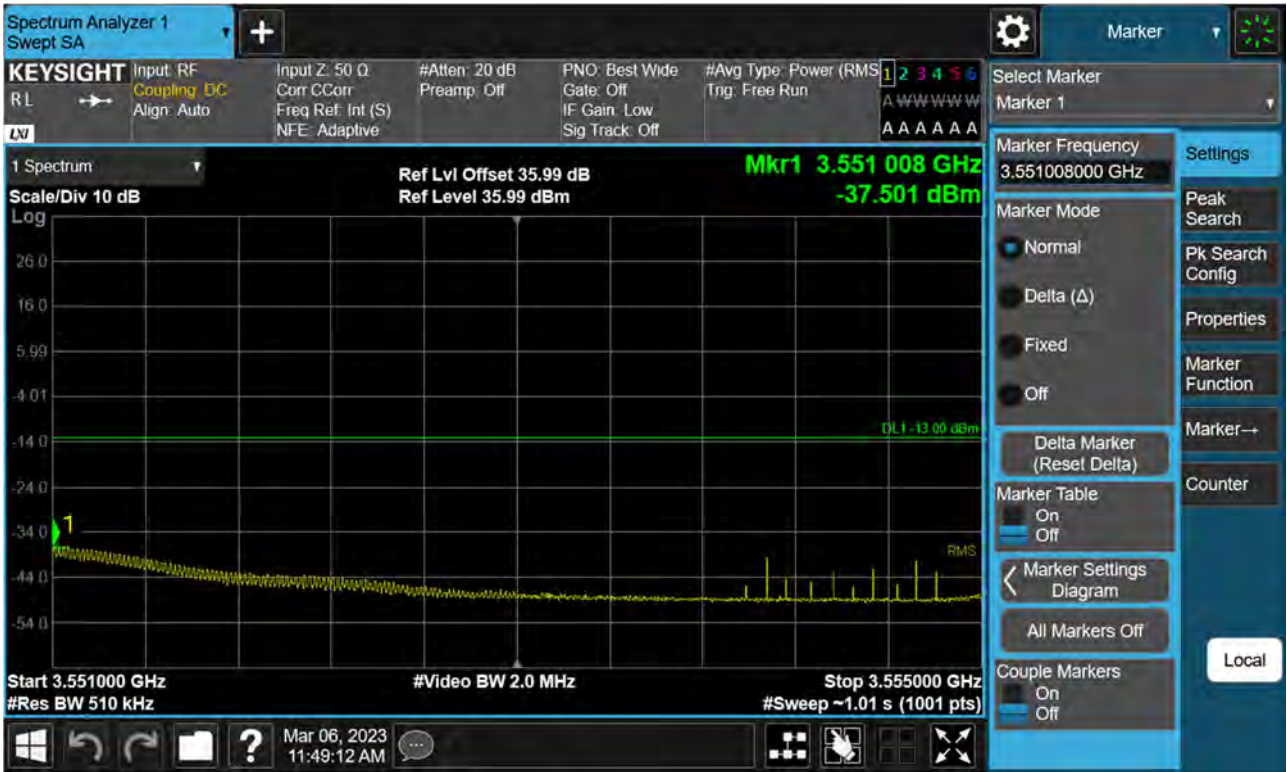 Spectrum Analyzer 1
Swept SA
Marker
KEYSIGHT
RL
LXI
Input: RF
Coupling: DC
Align: Auto
Input Z: 50 Ω
Corr CCorr
Freq Ref: Int (S)
NFE: Adaptive
#Atten: 20 dB
Preamp: Off
PNO: Best Wide
Gate: Off
IF Gain: Low
Sig Track: Off
#Avg Type: Power (RMS
Trig: Free Run
1 2 3 4 5 6
A W W W W W
A A A A A A
Select Marker
Marker 1
1 Spectrum
Scale/Div 10 dB
Log
Ref Lvl Offset 35.99 dB
Ref Level 35.99 dBm
Mkr1 3.551 008 GHz
-37.501 dBm
26.0
16.0
5.99
-4.01
-14.0
-24.0
-34.0
-44.0
-54.0
DL1 -13.00 dBm
1
RMS
Start 3.551000 GHz
#Res BW 510 kHz
#Video BW 2.0 MHz
Stop 3.555000 GHz
#Sweep ~1.01 s (1001 pts)
Marker Frequency
3.551008000 GHz
Marker Mode
Normal
Delta (Δ)
Fixed
Off
Delta Marker
(Reset Delta)
Marker Table
On
Off
Marker Settings
Diagram
All Markers Off
Couple Markers
On
Off
Settings
Peak
Search
Pk Search
Config
Properties
Marker
Function
Marker→
Counter
Local
?
Mar 06, 2023
11:49:12 AM